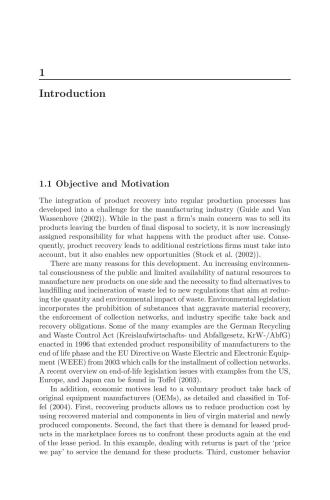 1
Introduction
1.1 Objective and Motivation
The integration of product recovery into regular production processes has
developed into a challenge for the manufacturing industry (Guide and Van
Wassenhove (2002)). While in the past a firm's main concern was to sell its
products leaving the burden of final disposal to society, it is now increasingly
assigned responsibility for what happens with the product after use. Conse-
quently, product recovery leads to additional restrictions firms must take into
account, but it also enables new opportunities (Stock et al. (2002)).
There are many reasons for this development. An increasing environmen-
tal consciousness of the public and limited availability of natural resources to
manufacture new products on one side and the necessity to find alternatives to
landfilling and incineration of waste led to new regulations that aim at reduc-
ing the quantity and environmental impact of waste. Environmental legislation
incorporates the prohibition of substances that aggravate material recovery,
the enforcement of collection networks, and industry specific take back and
recovery obligations. Some of the many examples are the German Recycling
and Waste Control Act (Kreislaufwirtschafts- und Abfallgesetz, KrW-/AbfG)
enacted in 1996 that extended product responsibility of manufacturers to the
end of life phase and the EU Directive on Waste Electric and Electronic Equip-
ment (WEEE) from 2003 which calls for the installment of collection networks.
A recent overview on end-of-life legislation issues with examples from the US,
Europe, and Japan can be found in Toffel (2003).
In addition, economic motives lead to a voluntary product take back of
original equipment manufacturers (OEMs), as detailed and classified in Tof-
fel (2004). First, recovering products allows us to reduce production cost by
using recovered material and components in lieu of virgin material and newly
produced components. Second, the fact that there is demand for leased prod-
ucts in the marketplace forces us to confront these products again at the end
of the lease period. In this example, dealing with returns is part of the 'price
we pay' to service the demand for these products. Third, customer behavior